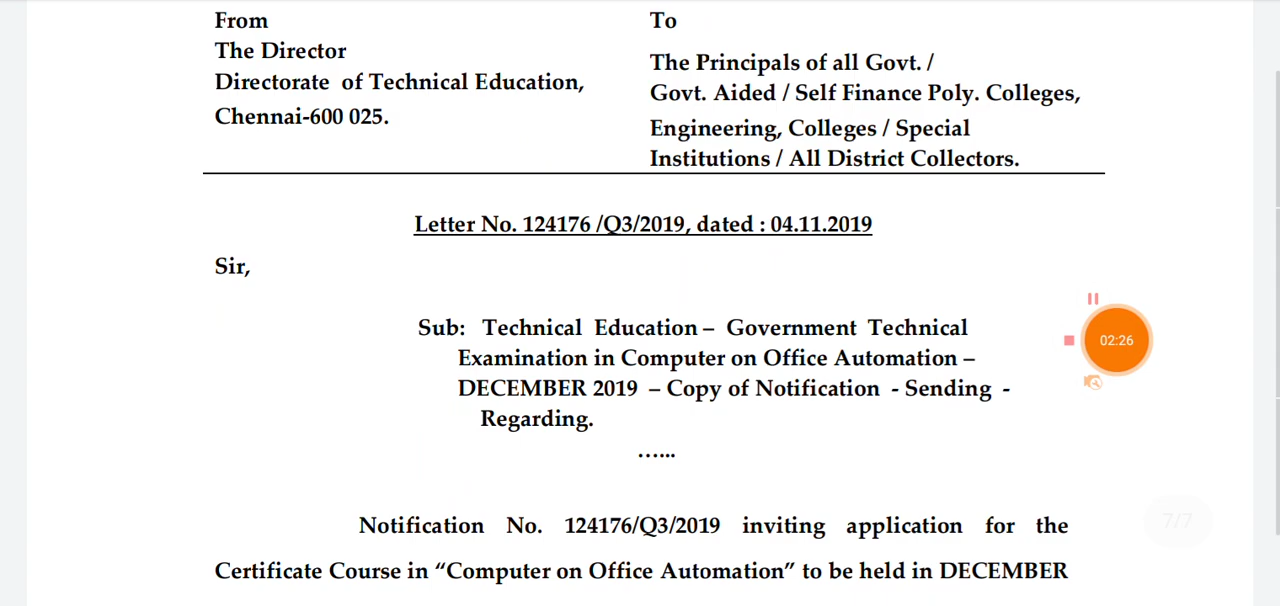 From
The Director
Directorate of Technical Education,
Chennai-600 025.
To
The Principals of all Govt. /
Govt. Aided / Self Finance Poly. Colleges,
Engineering, Colleges / Special
Institutions / All District Collectors.
Letter No. 124176 /Q3/2019, dated : 04.11.2019
Sir,
Sub: Technical Education – Government Technical
Examination in Computer on Office Automation –
DECEMBER 2019 – Copy of Notification - Sending -
Regarding.
…...
02:26
Notification No. 124176/Q3/2019 inviting application for the
7/7
Certificate Course in “Computer on Office Automation” to be held in DECEMBER